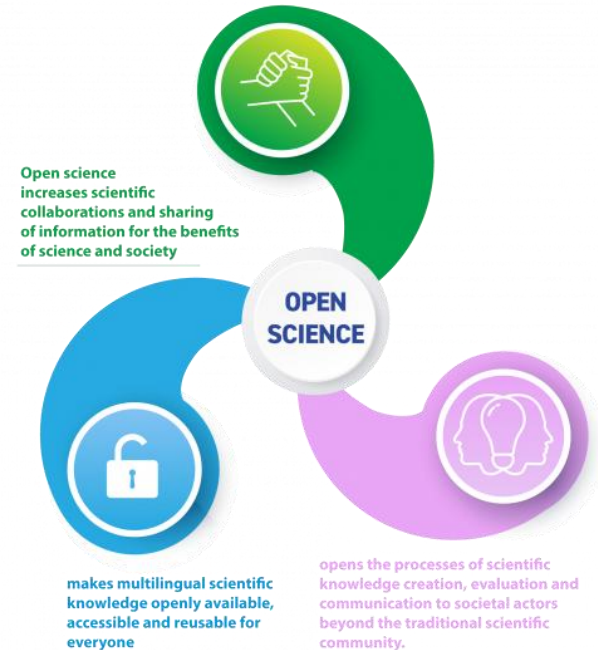 Open science
increases scientific
collaborations and sharing
of information for the benefits
of science and society
OPEN
SCIENCE
makes multilingual scientific
knowledge openly available,
accessible and reusable for
everyone
opens the processes of scientific
knowledge creation, evaluation and
communication to societal actors
beyond the traditional scientific
community.